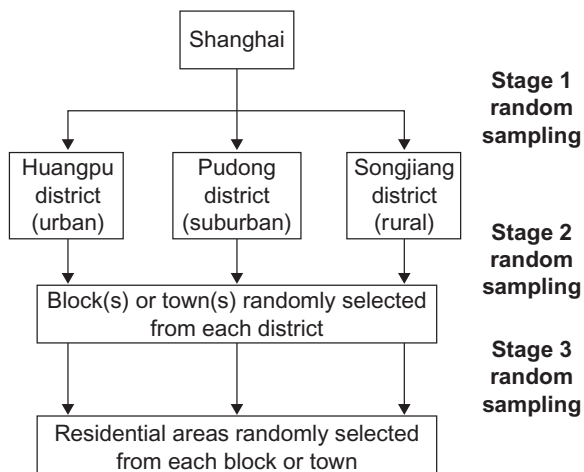 Shanghai
Stage 1
random
sampling
Huangpu
district
(urban)
Pudong
district
(suburban)
Songjiang
district
(rural)
Stage 2
random
sampling
Block(s) or town(s) randomly selected
from each district
Stage 3
random
sampling
Residential areas randomly selected
from each block or town